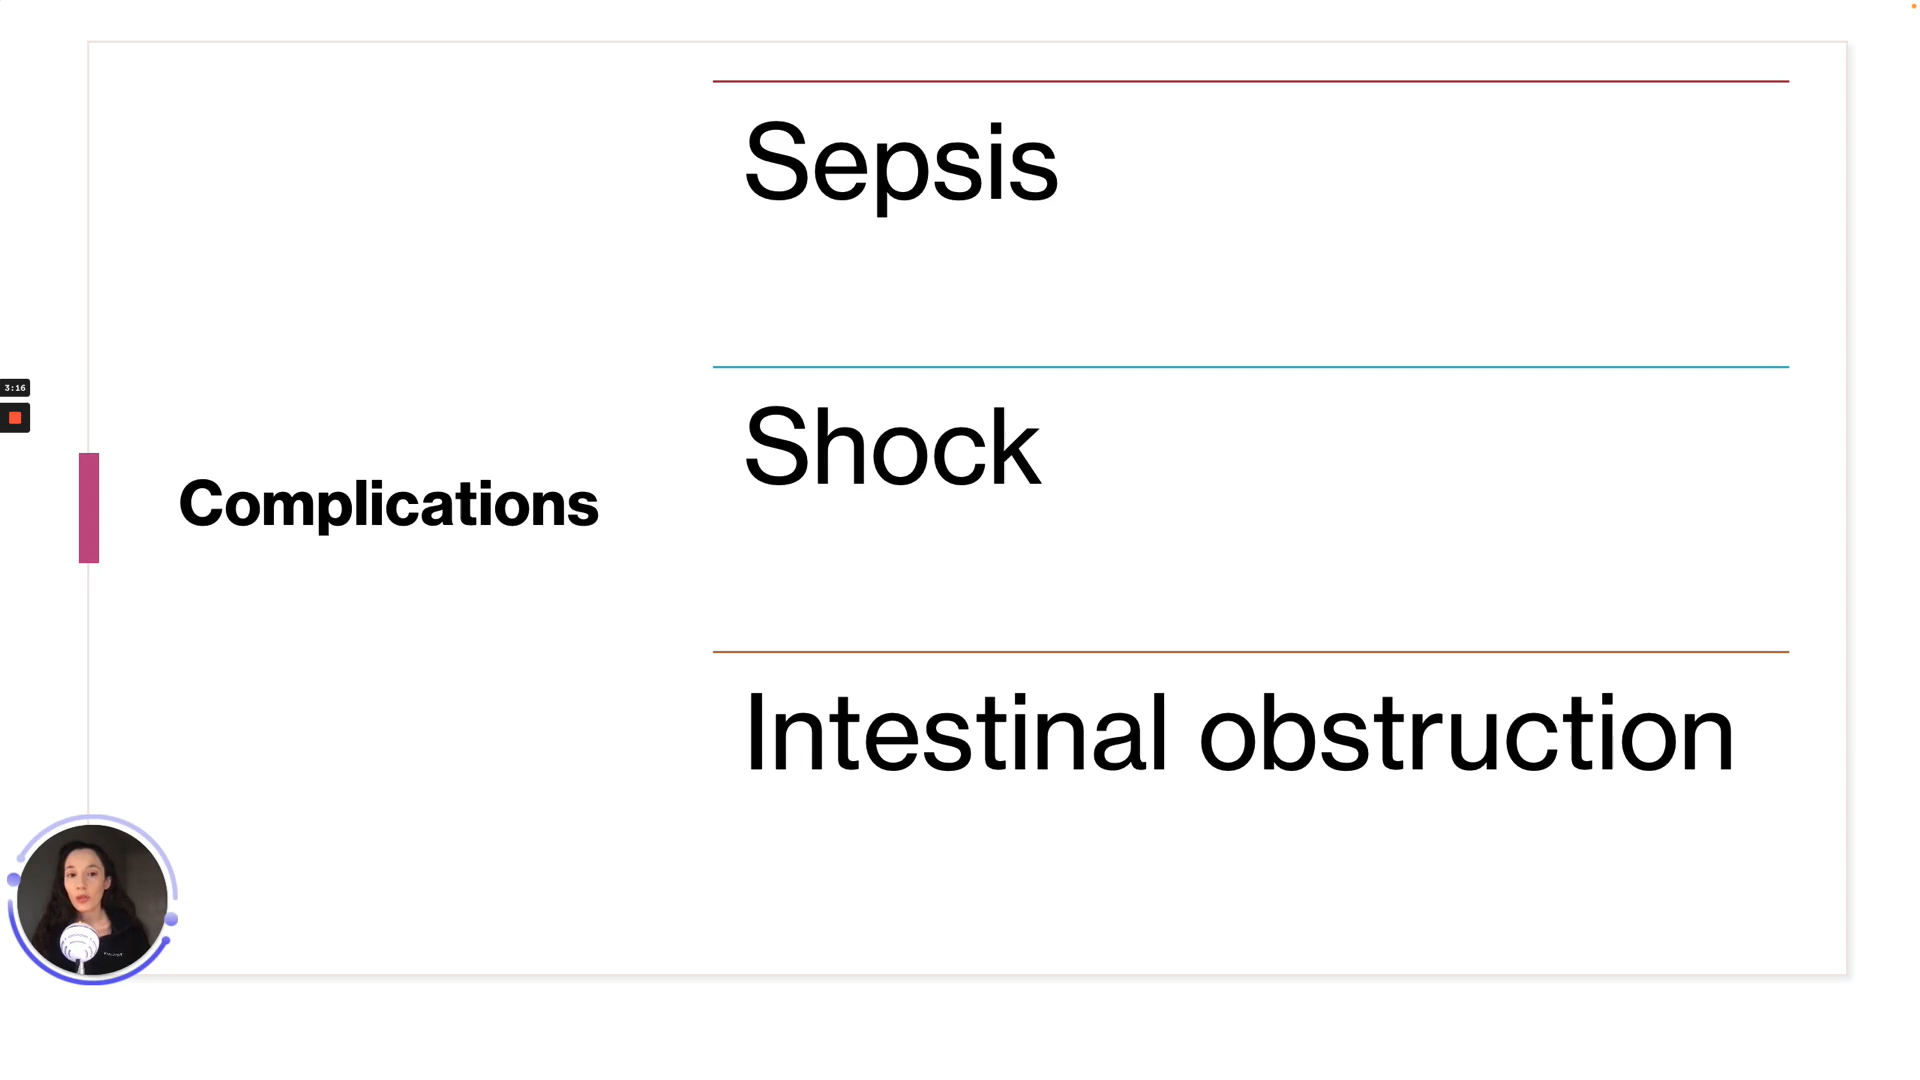 Sepsis
3:16
Shock
Complications
Intestinal obstruction